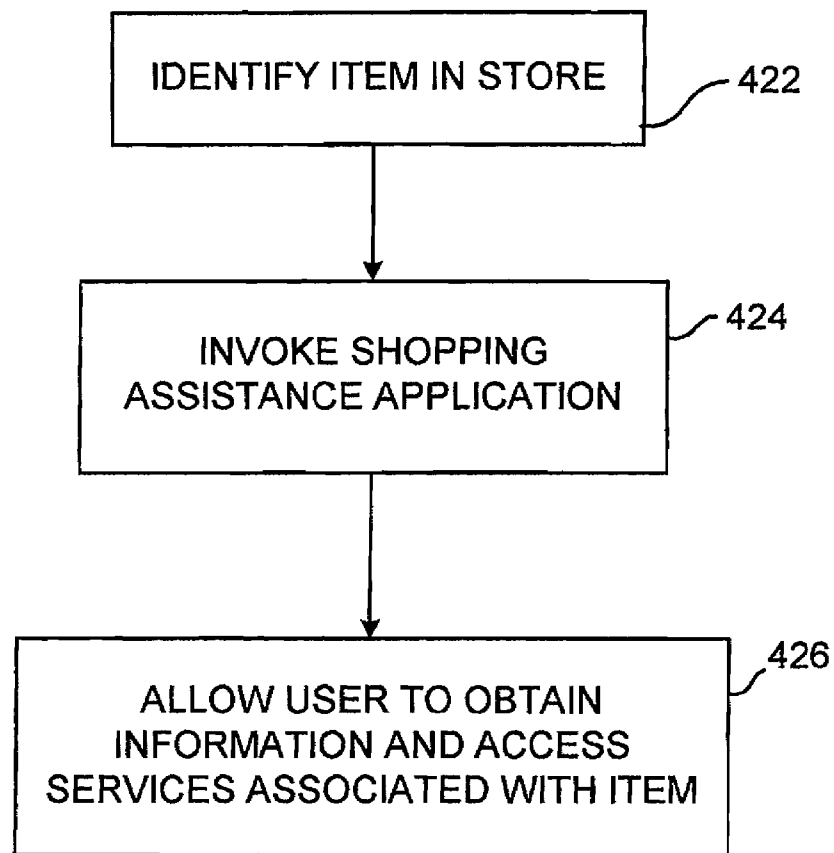 IDENTIFY ITEM IN STORE
422
INVOKE SHOPPING
ASSISTANCE APPLICATION
424
ALLOW USER TO OBTAIN
INFORMATION AND ACCESS
SERVICES ASSOCIATED WITH ITEM
426